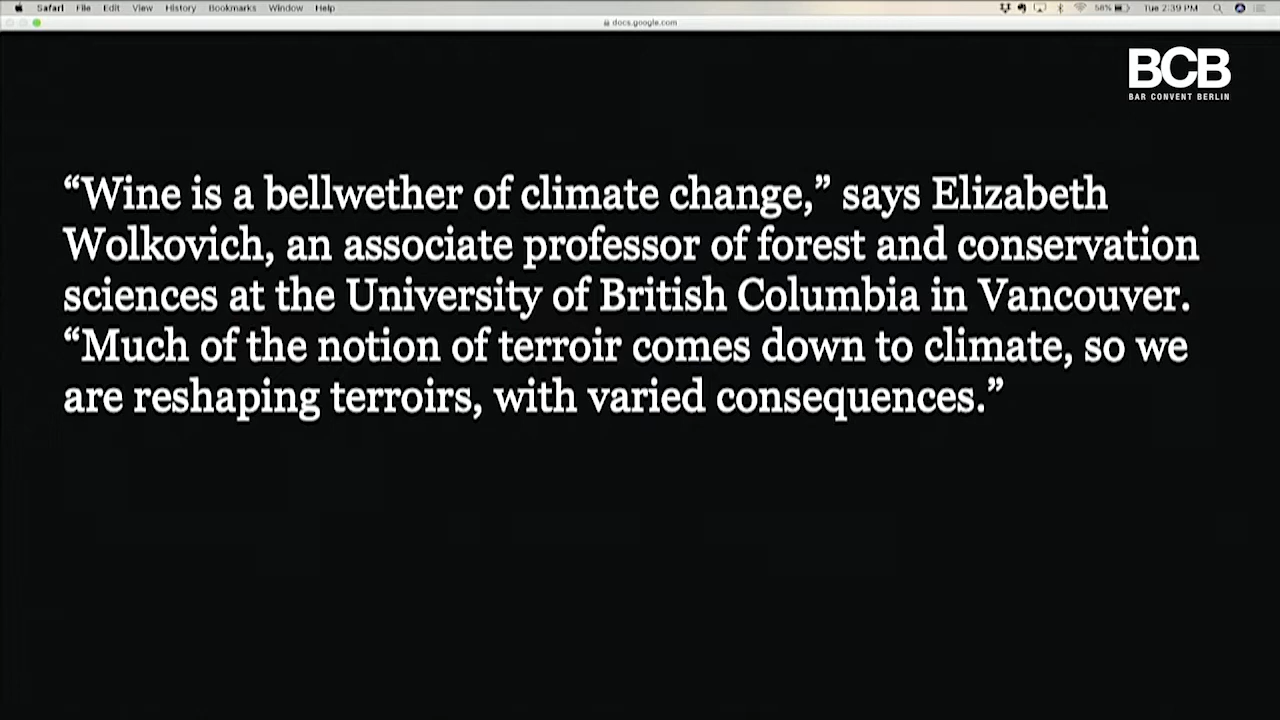 Safari File Edit View History Bookmarks Window Help 58% Tue 2:39 PM
docs.google.com
BCB
BAR CONVENT BERLIN
“Wine is a bellwether of climate change,” says Elizabeth
Wolkovich, an associate professor of forest and conservation
sciences at the University of British Columbia in Vancouver.
“Much of the notion of terroir comes down to climate, so we
are reshaping terroirs, with varied consequences.”